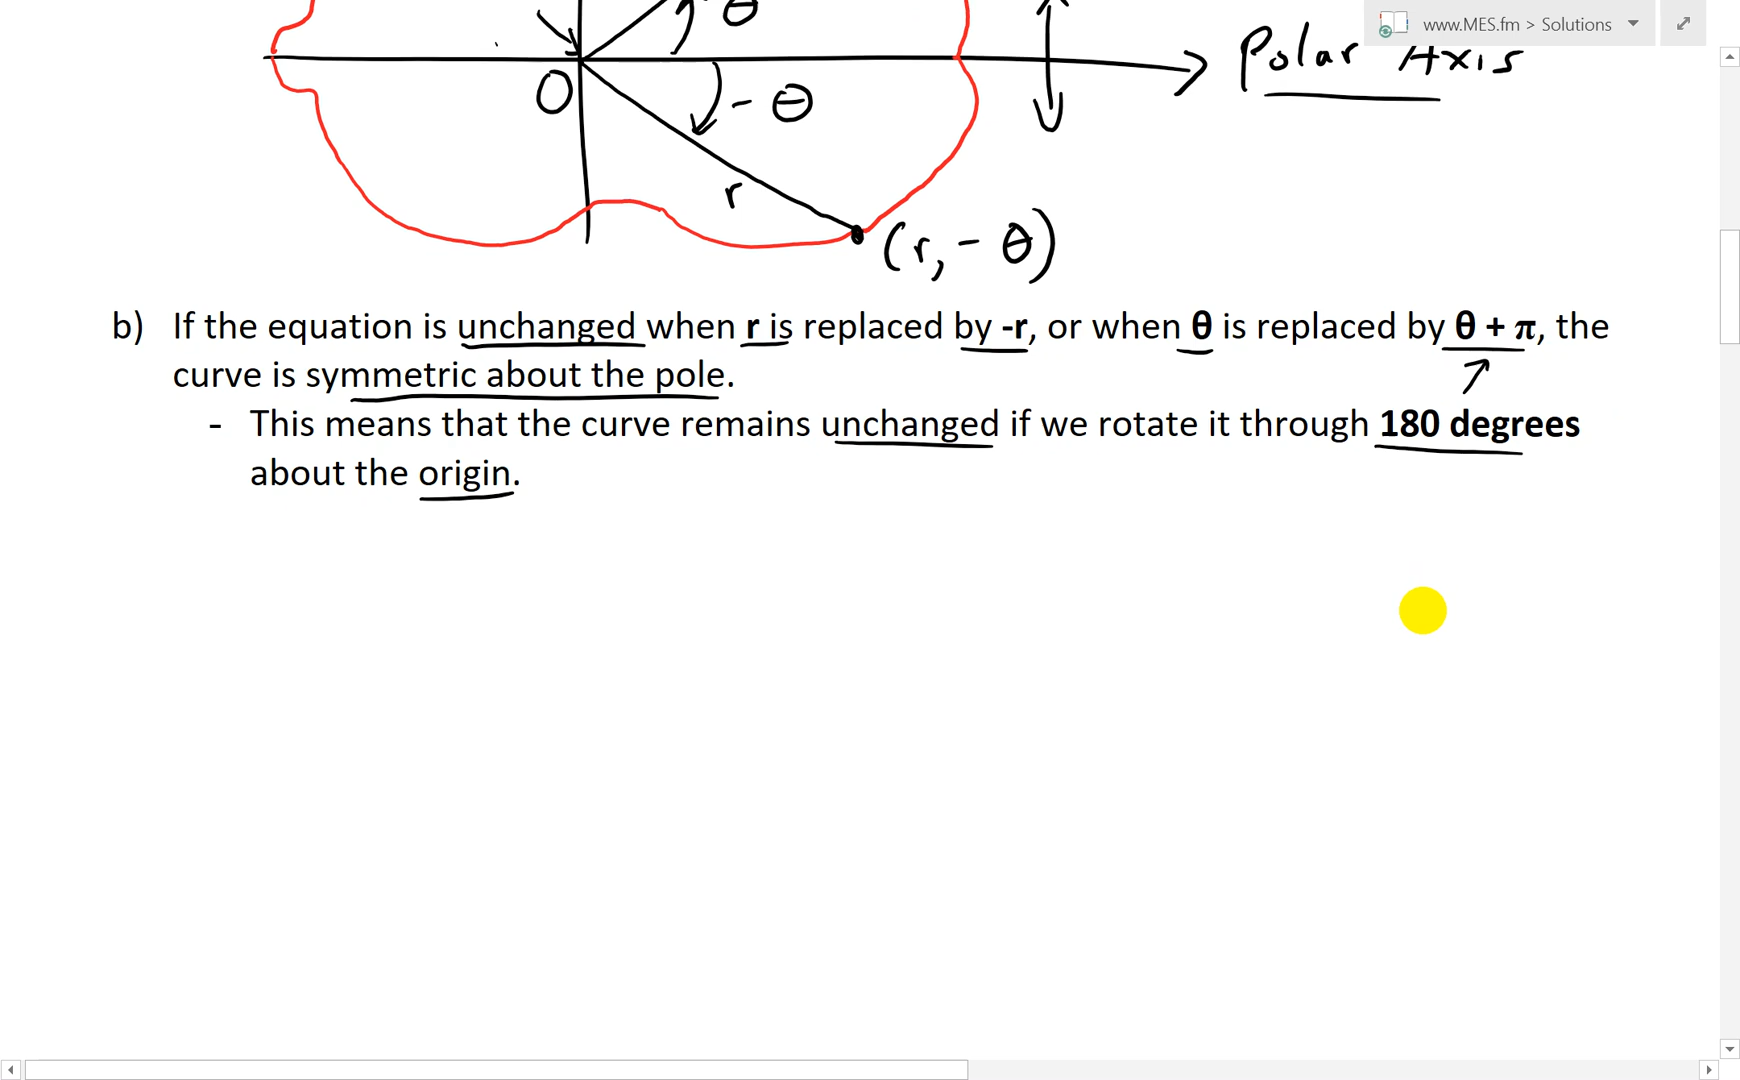 www.MES.fm > Solutions
θ
Polar Axis
O
- θ
r
(r, - θ)
b) If the equation is unchanged when r is replaced by -r, or when θ is replaced by θ + π, the
curve is symmetric about the pole.
- This means that the curve remains unchanged if we rotate it through 180 degrees
about the origin.